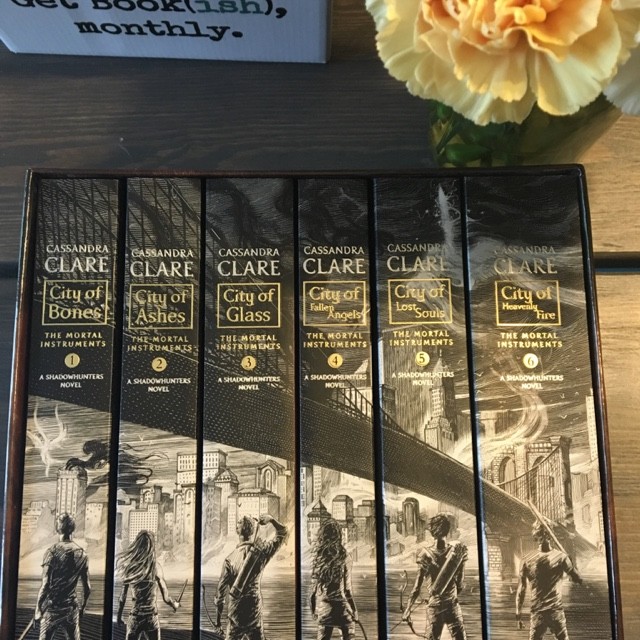 Get Book(ish),
monthly.
CASSANDRA
CLARE
City of
Bones
THE MORTAL
INSTRUMENTS
1
A SHADOWHUNTERS
NOVEL
CASSANDRA
CLARE
City of
Ashes
THE MORTAL
INSTRUMENTS
2
A SHADOWHUNTERS
NOVEL
CASSANDRA
CLARE
City of
Glass
THE MORTAL
INSTRUMENTS
3
A SHADOWHUNTERS
NOVEL
CASSANDRA
CLARE
City of
Fallen
Angels
THE MORTAL
INSTRUMENTS
4
A SHADOWHUNTERS
NOVEL
CASSANDRA
CLARE
City of
Lost
Souls
THE MORTAL
INSTRUMENTS
5
A SHADOWHUNTERS
NOVEL
CASSANDRA
CLARE
City of
Heavenly
Fire
THE MORTAL
INSTRUMENTS
6
A SHADOWHUNTERS
NOVEL